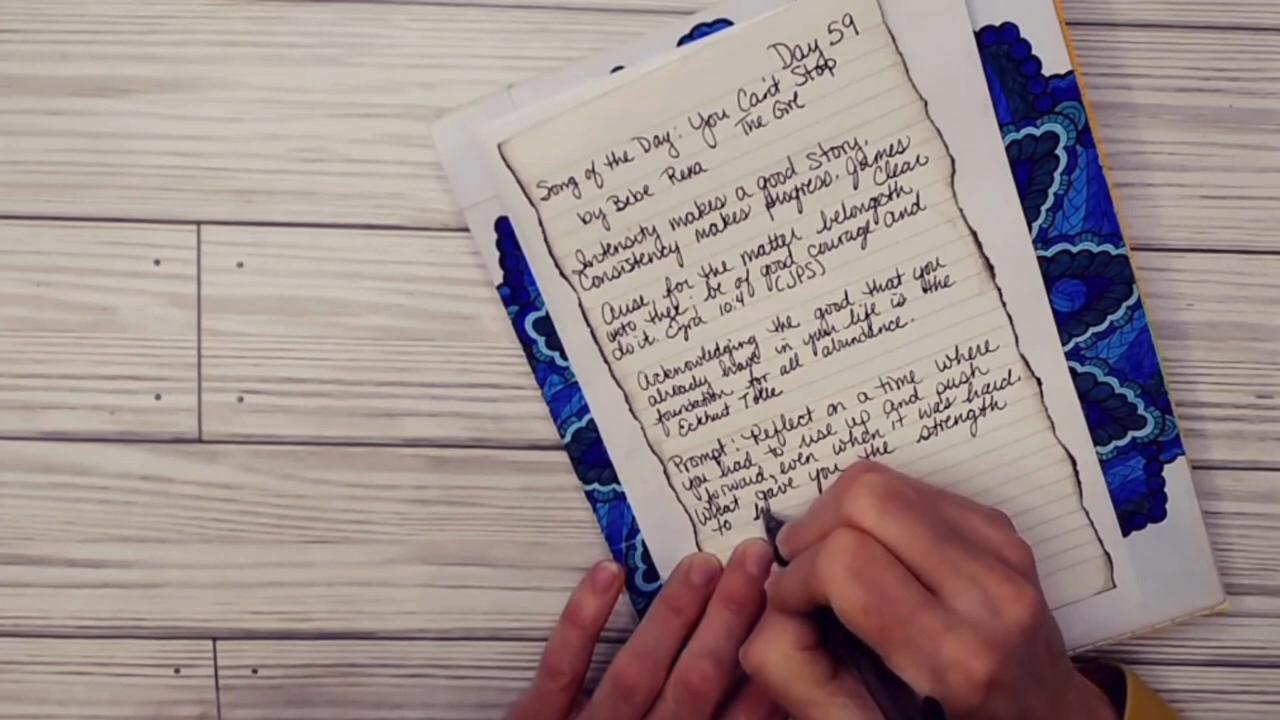 Day 59
Song of the Day: You Can't Stop
The Girl
by Bebe Rexa
Intensity makes a good story.
Consistency makes progress. James
Clear
Arise, for the matter belongeth
unto thee; be of good courage and
do it. Ezra 10:4 (JPS)
Acknowledging the good that you
already have in your life is the
foundation for all abundance.
Eckhart Tolle
Prompt: Reflect on a time where
you had to use up and push
forward, even when it was hard.
What gave you the strength
to